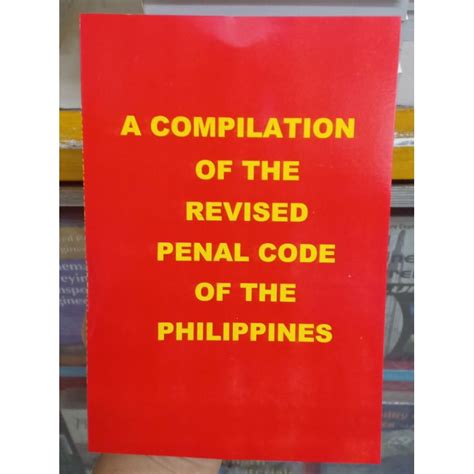 A COMPILATION
OF THE
REVISED
PENAL CODE
OF THE
PHILIPPINES